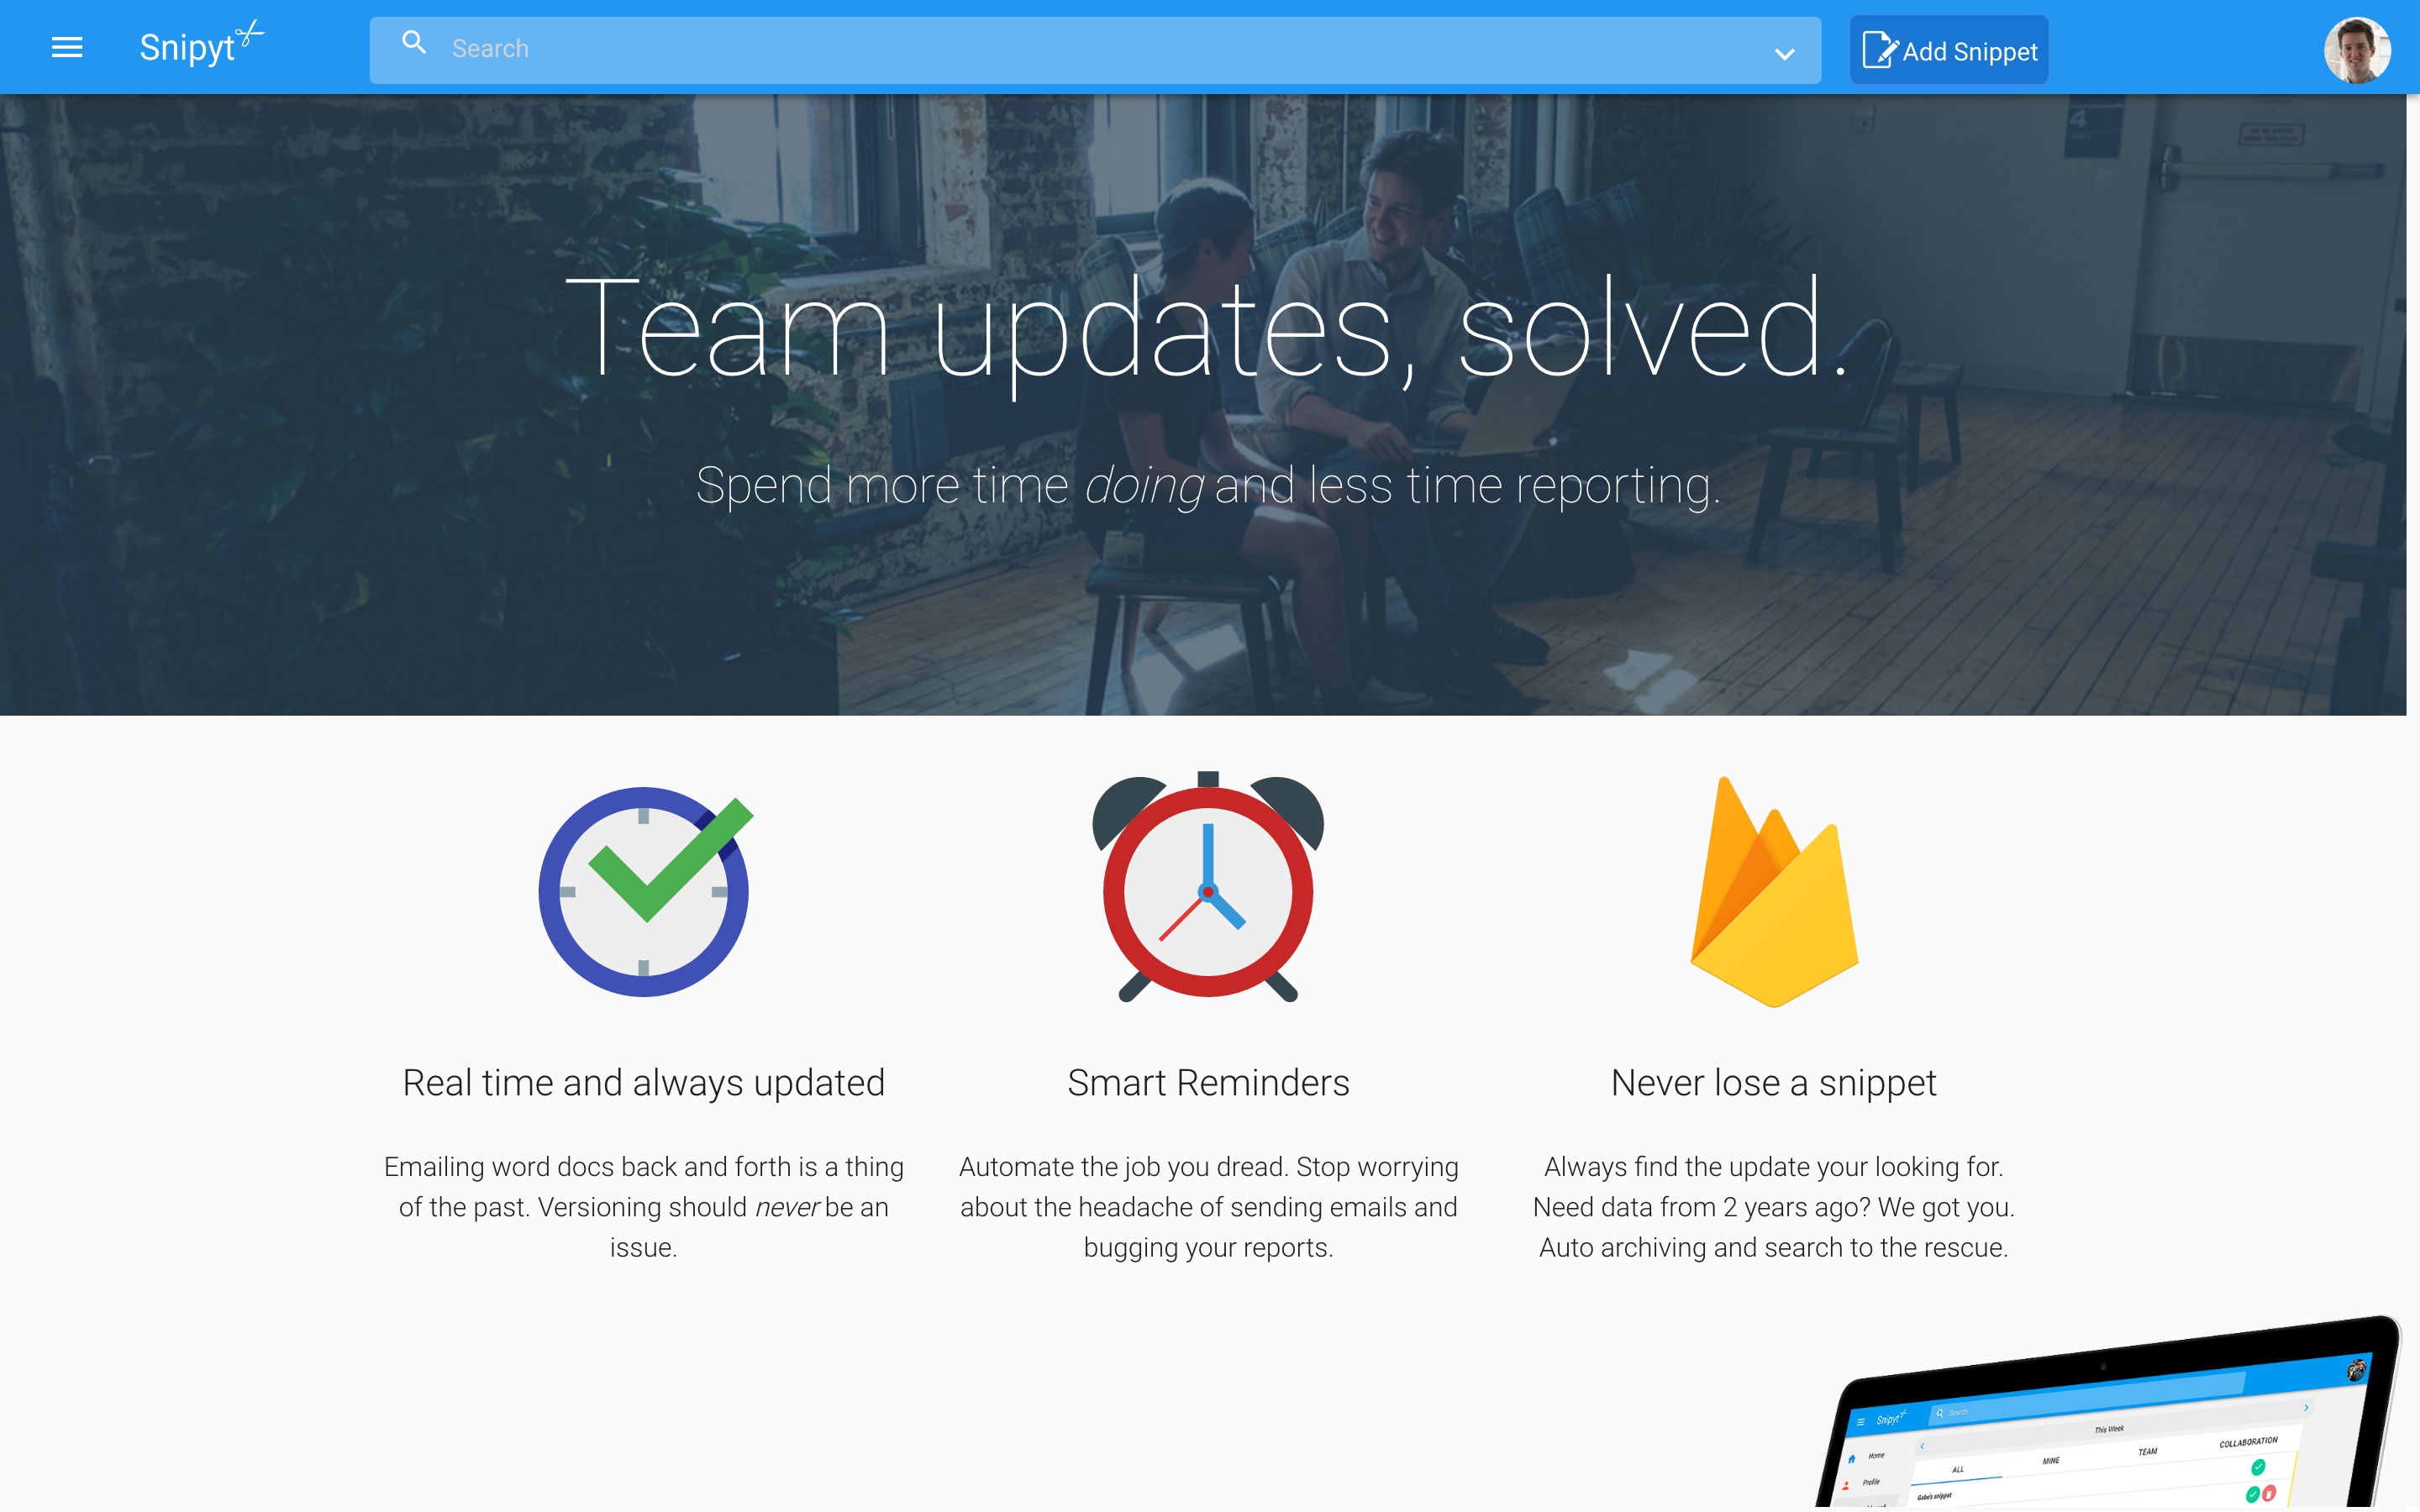 Snipyt
Search
Add Snippet
4
Team updates, solved.
Spend more time doing and less time reporting.
Real time and always updated
Smart Reminders
Never lose a snippet
Emailing word docs back and forth is a thing
of the past. Versioning should never be an
issue.
Automate the job you dread. Stop worrying
about the headache of sending emails and
bugging your reports.
Always find the update your looking for.
Need data from 2 years ago? We got you.
Auto archiving and search to the rescue.
Snipyt
Search
This Week
Home
Profile
ALL
MINE
TEAM
COLLABORATION
Gabe's snippet